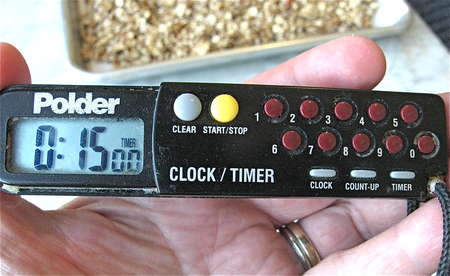 Polder
0:15 00
TIMER
CLEAR START/STOP
1 2 3 4 5
6 7 8 9 0
CLOCK / TIMER
CLOCK COUNT-UP TIMER